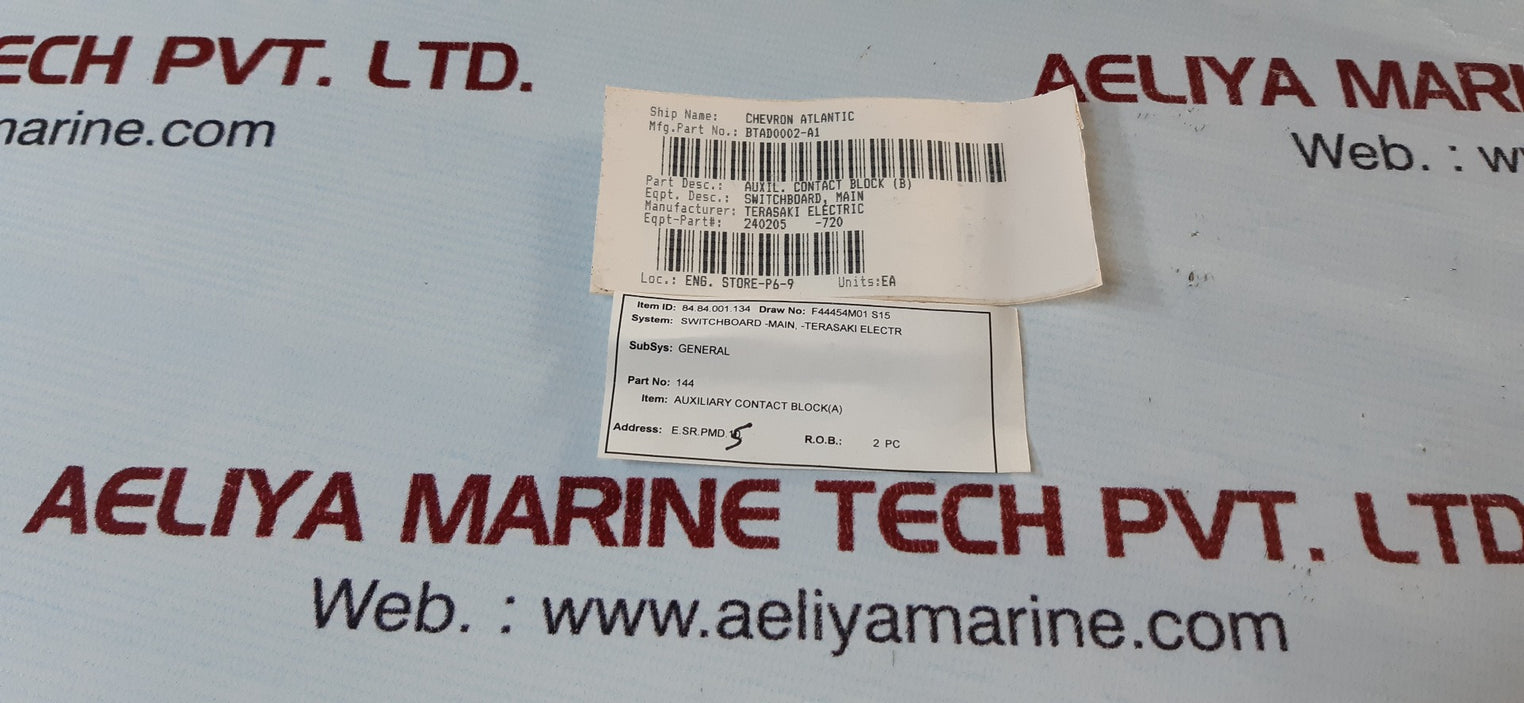 ECH PVT. LTD.
marine.com
AELIYA MARI
Web. : w
Ship Name: CHEVRON ATLANTIC
Mfg.Part No.: BTAD0002-A1
Part Desc.: AUXIL. CONTACT BLOCK (B)
Eqpt. Desc.: SWITCHBOARD, MAIN
Manufacturer: TERASAKI ELECTRIC
Eqpt-Part#: 240205 -720
Loc.: ENG. STORE-P6-9 Units:EA
Item ID: 84.84.001.134 Draw No: F44454M01 S15
System: SWITCHBOARD -MAIN, -TERASAKI ELECTR
SubSys: GENERAL
Part No: 144
Item: AUXILIARY CONTACT BLOCK(A)
Address: E.SR.PMD.5 R.O.B.: 2 PC
AELIYA MARINE TECH PVT. LTD
Web. : www.aeliyamarine.com